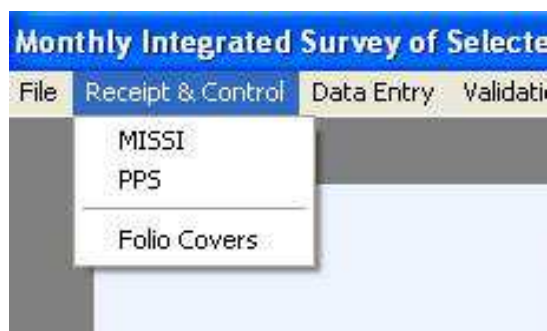 Monthly Integrated Survey of Selecte
File Receipt & Control Data Entry Validati
MISSI
PPS
Folio Covers